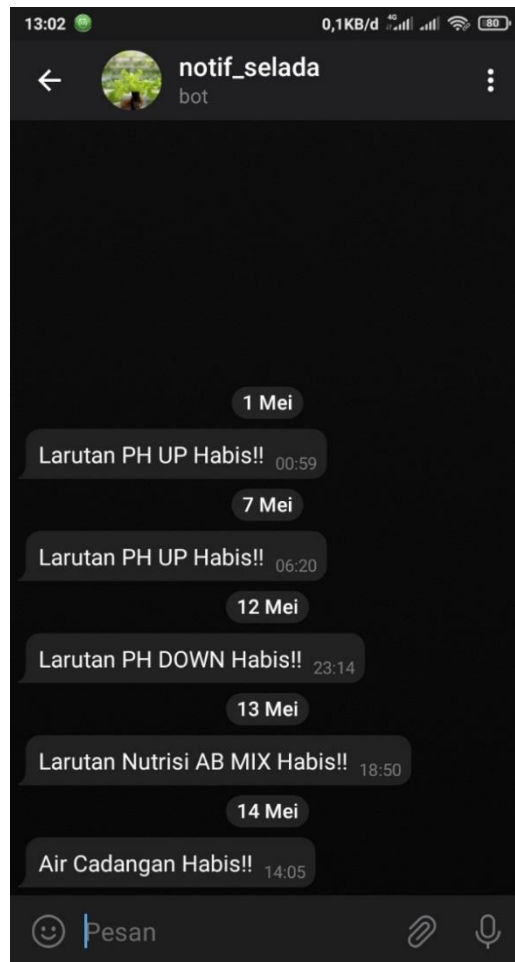 13:02 0,1KB/d 4G 80
notif_selada
bot
1 Mei
Larutan PH UP Habis!! 00:59
7 Mei
Larutan PH UP Habis!! 06:20
12 Mei
Larutan PH DOWN Habis!! 23:14
13 Mei
Larutan Nutrisi AB MIX Habis!! 18:50
14 Mei
Air Cadangan Habis!! 14:05
Pesan